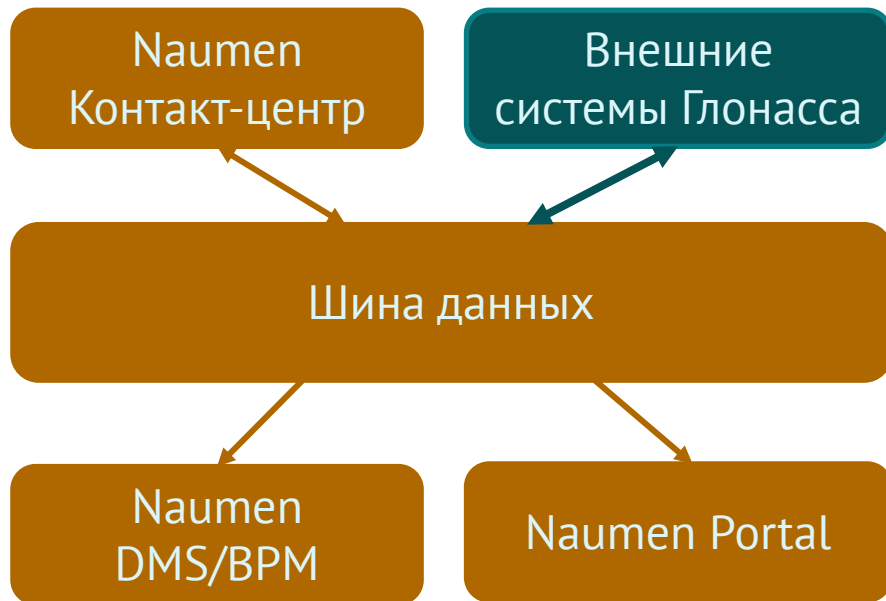 Naumen
Контакт-центр
Внешние
системы Глонасса
Шина данных
Naumen
DMS/BPM
Naumen Portal